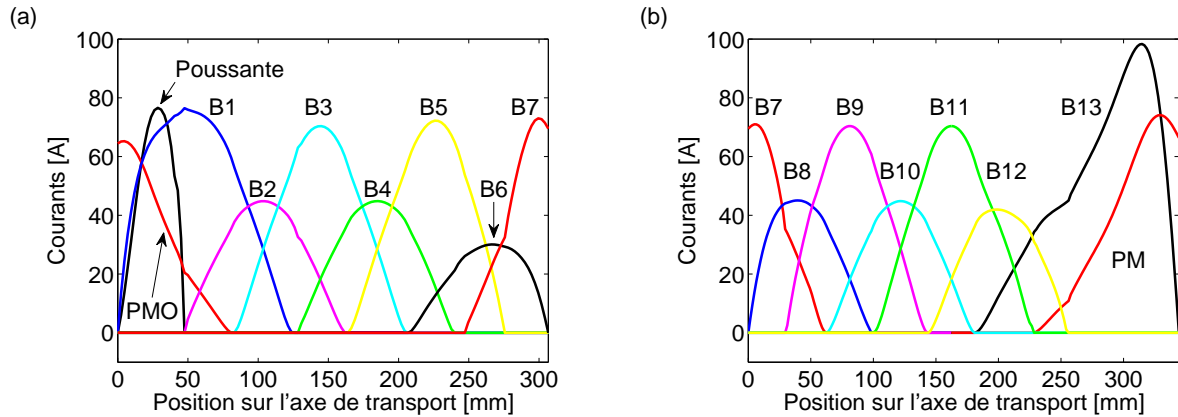 (a)
(b)
100
80
60
40
20
0
Courants [A]
Poussante
B1
B3
B5
B7
B2
B4
B6
PMO
0 50 100 150 200 250 300
Position sur l'axe de transport [mm]
100
80
60
40
20
0
Courants [A]
B7
B9
B11
B13
B8
B10
B12
PM
0 50 100 150 200 250 300
Position sur l'axe de transport [mm]